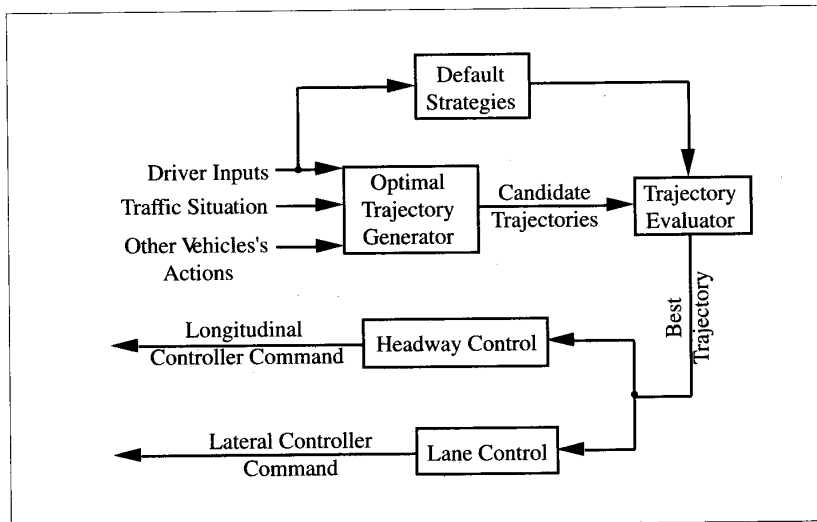 Default
Strategies
Driver Inputs
Traffic Situation
Other Vehicles's
Actions
Optimal
Trajectory
Generator
Candidate
Trajectories
Trajectory
Evaluator
Best
Trajectory
Longitudinal
Controller Command
Headway Control
Lateral Controller
Command
Lane Control